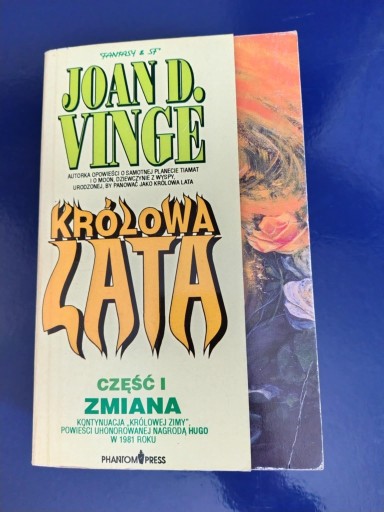 FANTASY & SF
JOAN D.
VINGE
AUTORKA OPOWIEŚCI O SAMOTNEJ PLANECIE TIAMAT
I O MOON, DZIEWCZYNIE Z WYSPY,
URODZONEJ, BY PANOWAĆ JAKO KRÓLOWA LATA
KRÓLOWA
LATA
CZĘŚĆ I
ZMIANA
KONTYNUACJA „KRÓLOWEJ ZIMY",
POWIEŚCI UHONOROWANEJ NAGRODĄ HUGO
W 1981 ROKU
PHANTOM PRESS